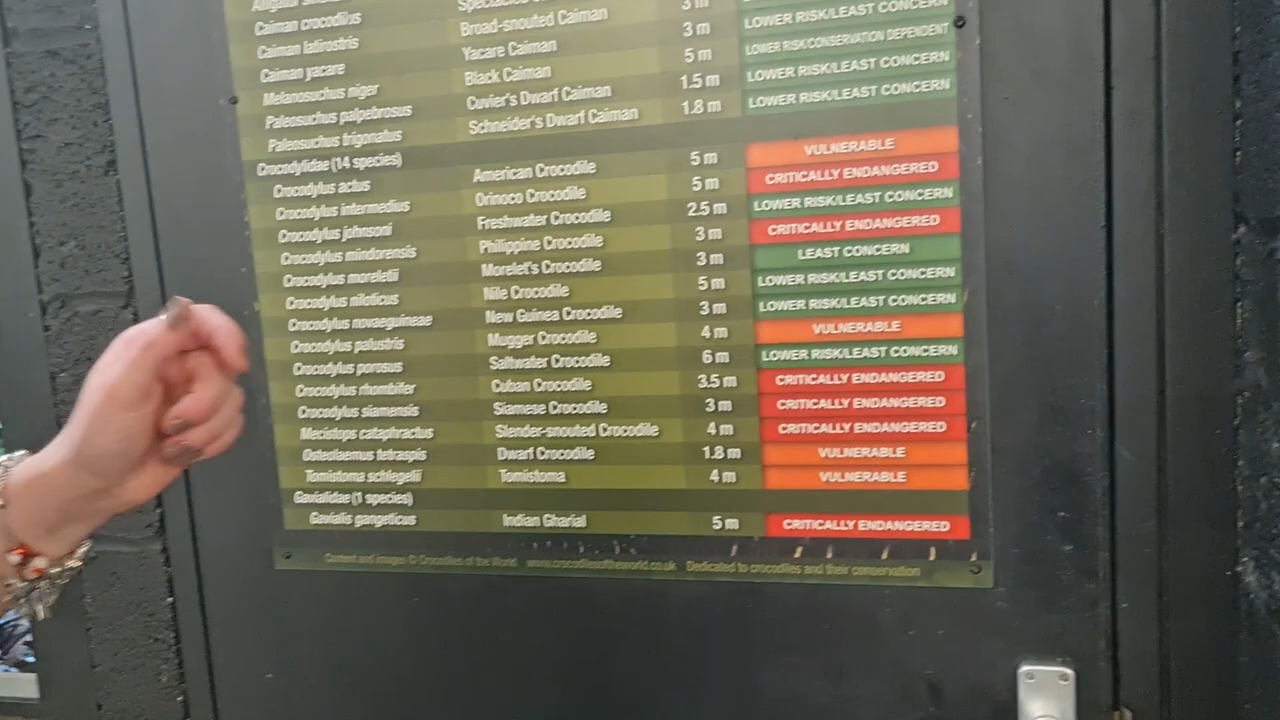 Caiman crocodilus
Caiman latirostris Broad-snouted Caiman 3 m
Caiman yacare Yacare Caiman 3 m LOWER RISK/LEAST CONCERN
Melanosuchus niger Black Caiman 5 m LOWER RISK/CONSERVATION DEPENDENT
Paleosuchus palpebrosus Cuvier's Dwarf Caiman 1.5 m LOWER RISK/LEAST CONCERN
Paleosuchus trigonatus Schneider's Dwarf Caiman 1.8 m LOWER RISK/LEAST CONCERN
Crocodylidae (14 species)
Crocodylus actus American Crocodile 5 m VULNERABLE
Crocodylus intermedius Orinoco Crocodile 5 m CRITICALLY ENDANGERED
Crocodylus johnsoni Freshwater Crocodile 2.5 m LOWER RISK/LEAST CONCERN
Crocodylus mindorensis Philippine Crocodile 3 m CRITICALLY ENDANGERED
Crocodylus moreletii Morelet's Crocodile 3 m LEAST CONCERN
Crocodylus niloticus Nile Crocodile 5 m LOWER RISK/LEAST CONCERN
Crocodylus novaeguineae New Guinea Crocodile 3 m LOWER RISK/LEAST CONCERN
Crocodylus palustris Mugger Crocodile 4 m VULNERABLE
Crocodylus porosus Saltwater Crocodile 6 m LOWER RISK/LEAST CONCERN
Crocodylus rhombifer Cuban Crocodile 3.5 m CRITICALLY ENDANGERED
Crocodylus siamensis Siamese Crocodile 3 m CRITICALLY ENDANGERED
Mecistops cataphractus Slender-snouted Crocodile 4 m CRITICALLY ENDANGERED
Osteolaemus tetraspis Dwarf Crocodile 1.8 m VULNERABLE
Tomistoma schlegelii Tomistoma 4 m VULNERABLE
Gavialidae (1 species)
Gavialis gangeticus Indian Gharial 5 m CRITICALLY ENDANGERED
Content and images © Crocodiles of the World www.crocodilesoftheworld.co.uk Dedicated to crocodiles and their conservation